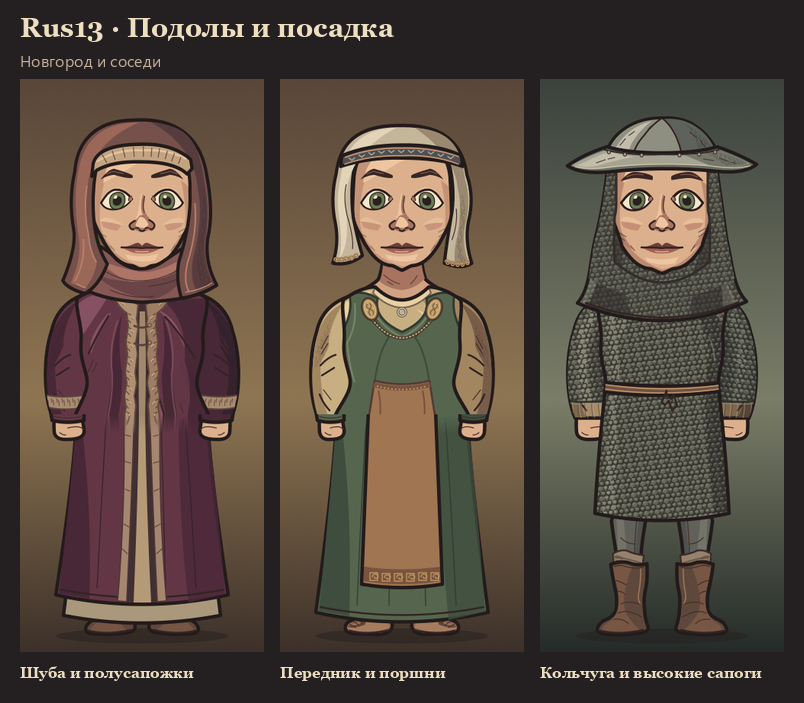 Rus13 · Подолы и посадка
Новгород и соседи
Шуба и полусапожки
Передник и поршни
Кольчуга и высокие сапоги